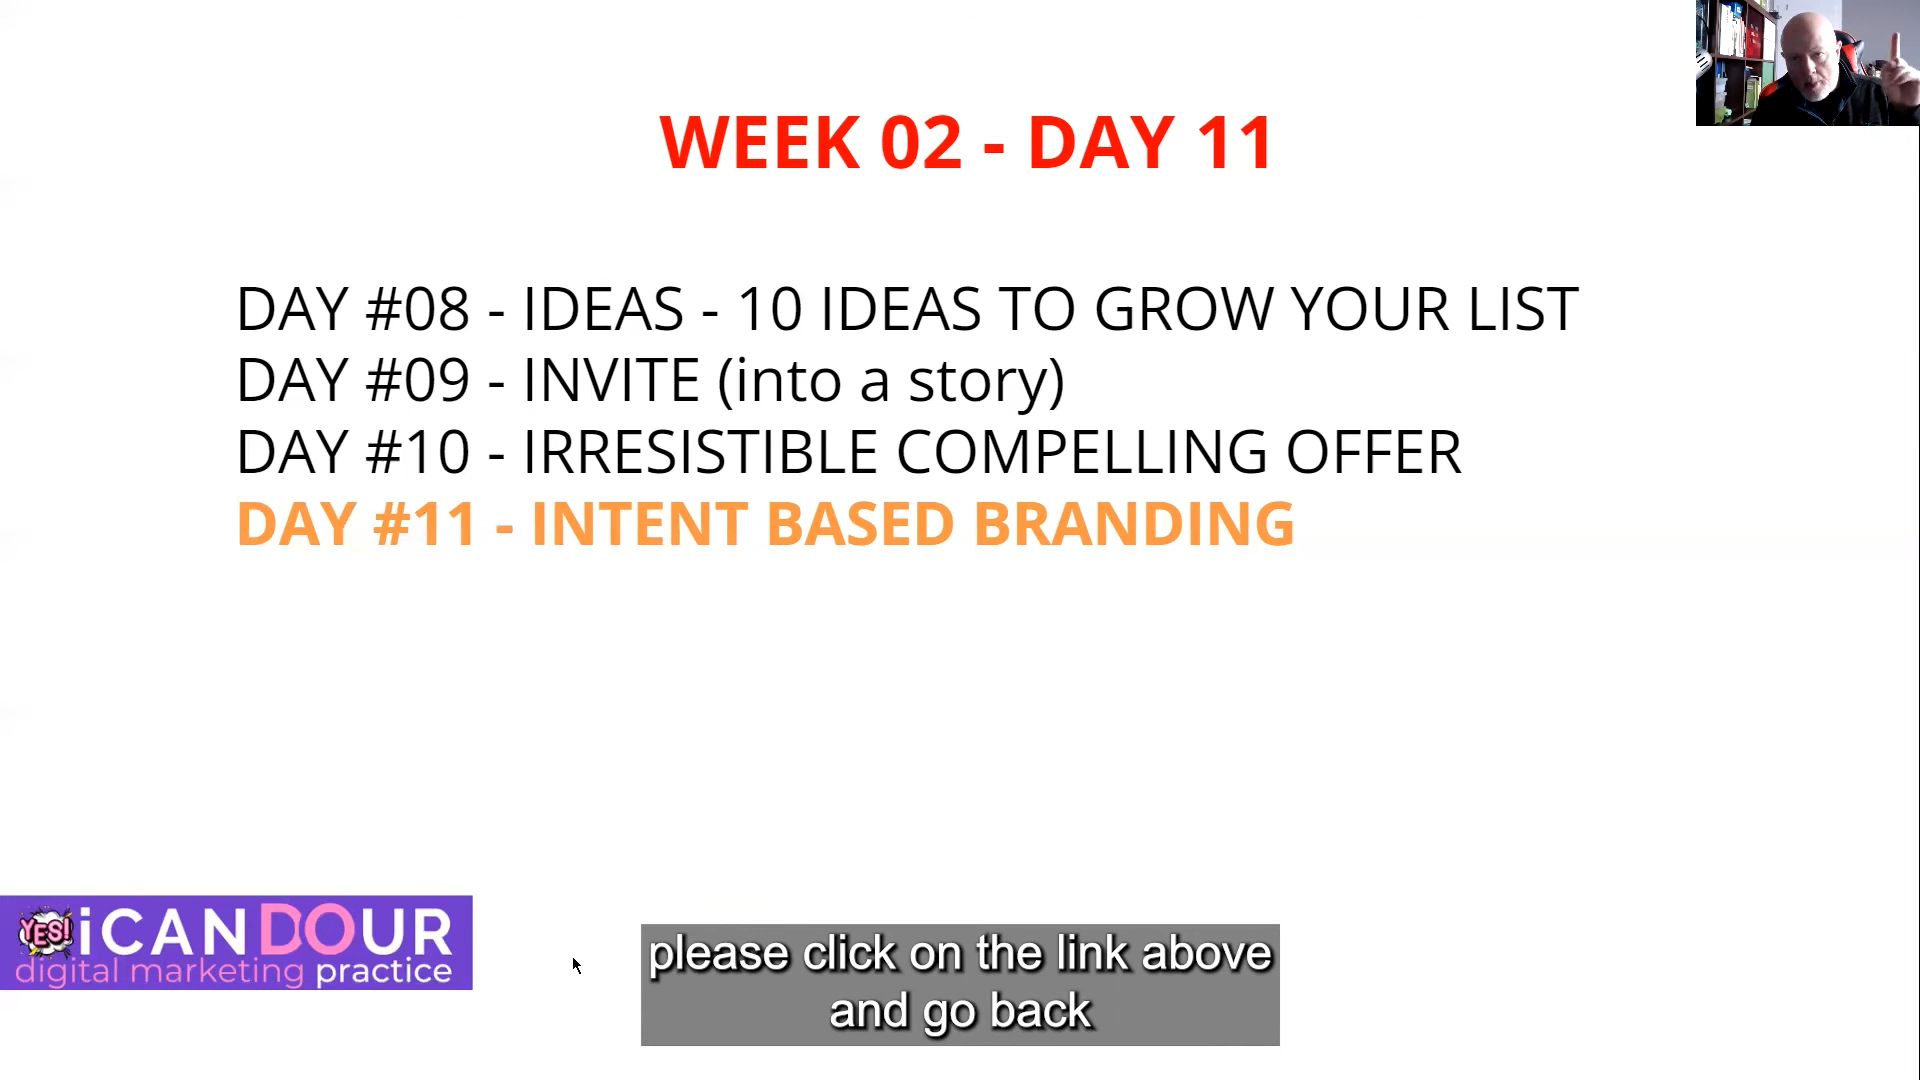 WEEK 02 - DAY 11
DAY #08 - IDEAS - 10 IDEAS TO GROW YOUR LIST
DAY #09 - INVITE (into a story)
DAY #10 - IRRESISTIBLE COMPELLING OFFER
DAY #11 - INTENT BASED BRANDING
YES! iCANDOUR
digital marketing practice
please click on the link above
and go back